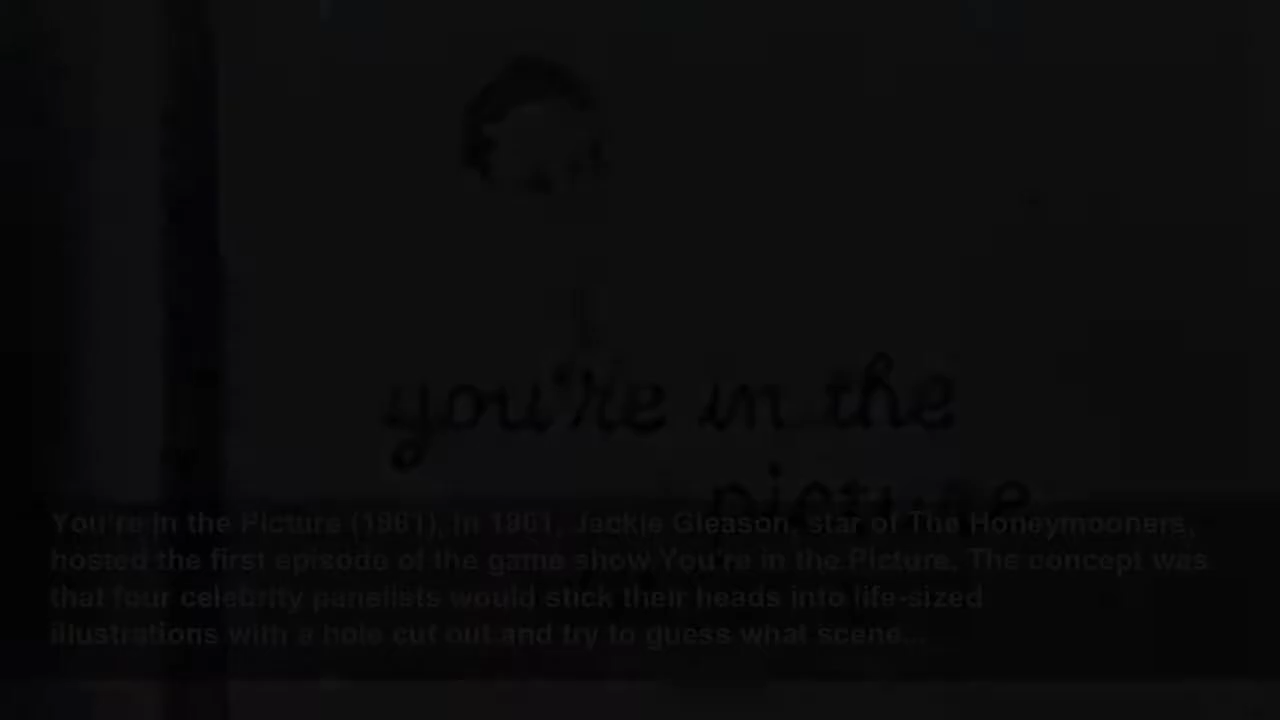 you're in the
picture
You're in the Picture (1961), In 1961, Jackie Gleason, star of The Honeymooners,
hosted the first episode of the game show You're in the Picture. The concept was
that four celebrity panelists would stick their heads into life-sized
illustrations with a hole cut out and try to guess what scene...